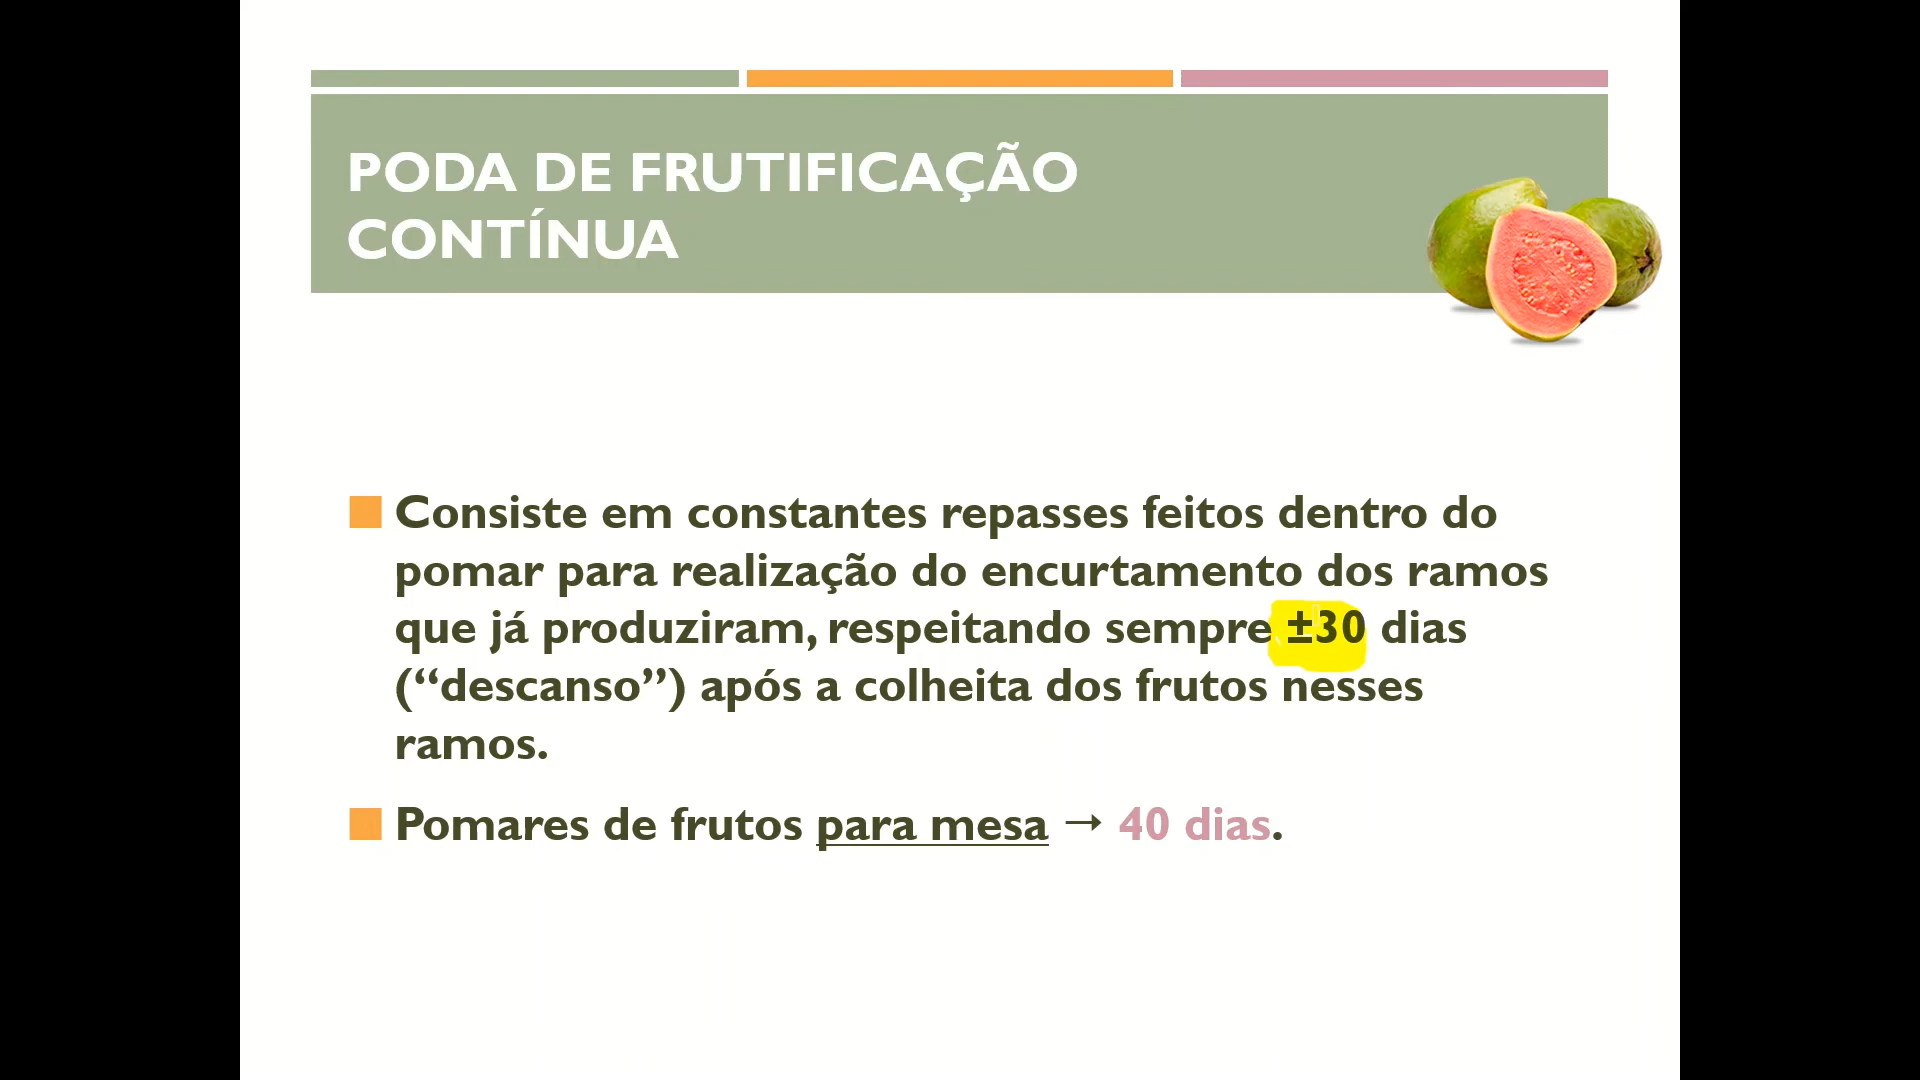 PODA DE FRUTIFICAÇÃO
CONTÍNUA
Consiste em constantes repasses feitos dentro do
pomar para realização do encurtamento dos ramos
que já produziram, respeitando sempre ±30 dias
(“descanso”) após a colheita dos frutos nesses
ramos.
Pomares de frutos para mesa → 40 dias.